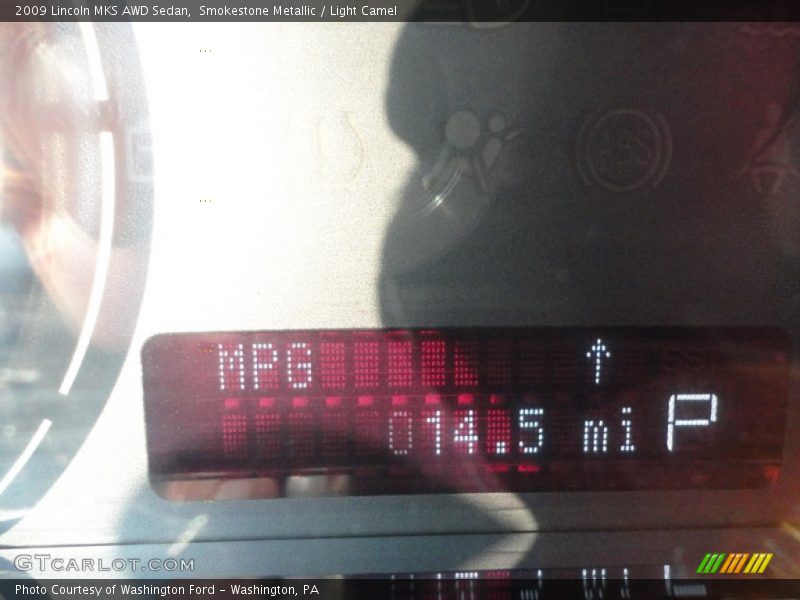 2009 Lincoln MKS AWD Sedan,  Smokestone Metallic / Light Camel
ABS
MPG ↑
014.5 mi P
GTCARLOT.COM
Photo Courtesy of Washington Ford - Washington, PA